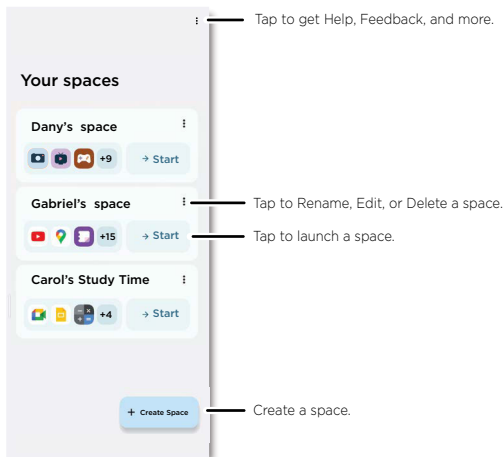 Tap to get Help, Feedback, and more.
Your spaces
Dany's space
+9
→ Start
Gabriel's space
Tap to Rename, Edit, or Delete a space.
+15
→ Start
Tap to launch a space.
Carol's Study Time
+4
→ Start
+ Create Space
Create a space.